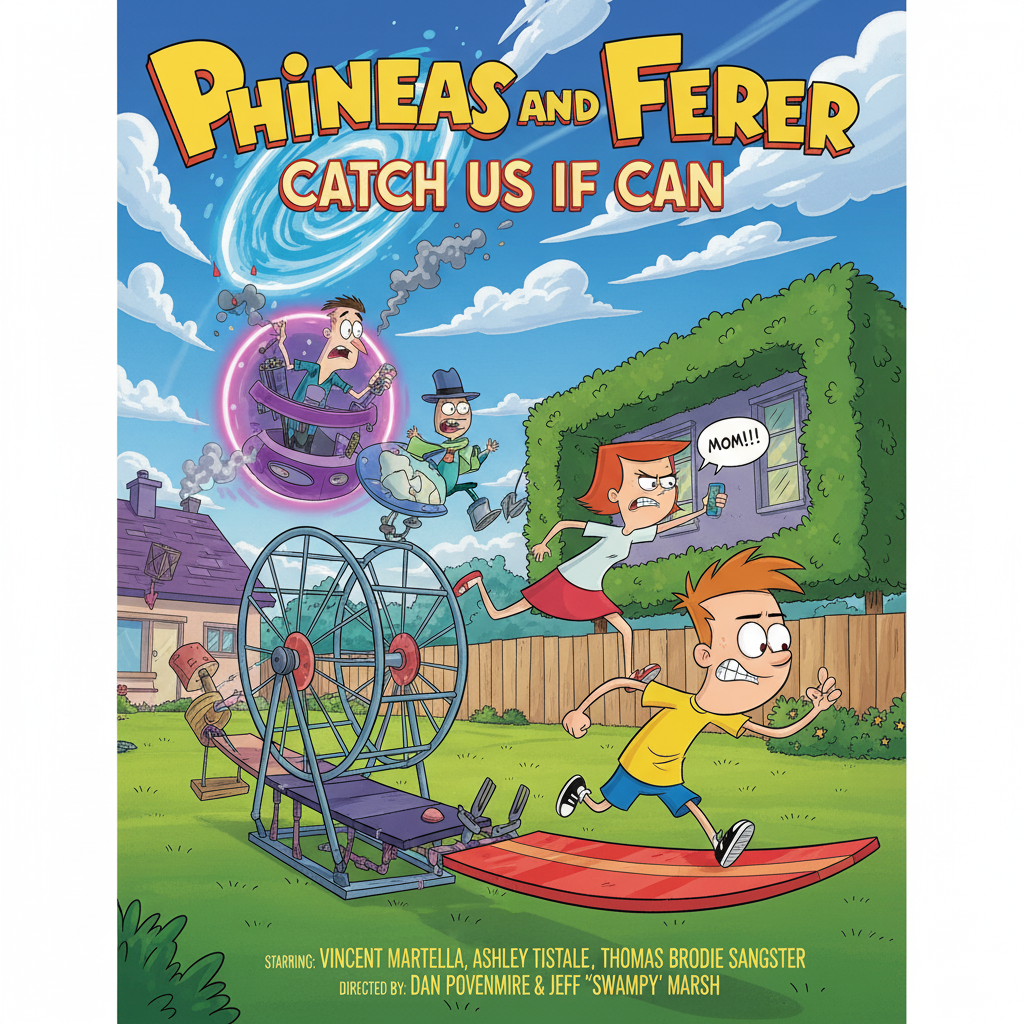 PHINEAS AND FERER
CATCH US IF CAN
MOM!!!
STARRING: VINCENT MARTELLA, ASHLEY TISTALE, THOMAS BRODIE SANGSTER
DIRECTED BY: DAN POVENMIRE & JEFF "SWAMPY' MARSH